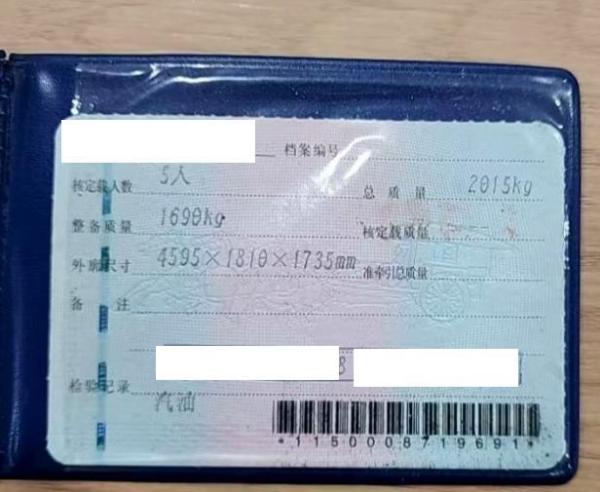 档案编号
核定载人数 5人 总质量 2015kg
整备质量 1690kg 核定载质量
外廓尺寸 4595×1810×1735mm 准牵引总质量
备注
检验记录
汽油
*1150008719691*